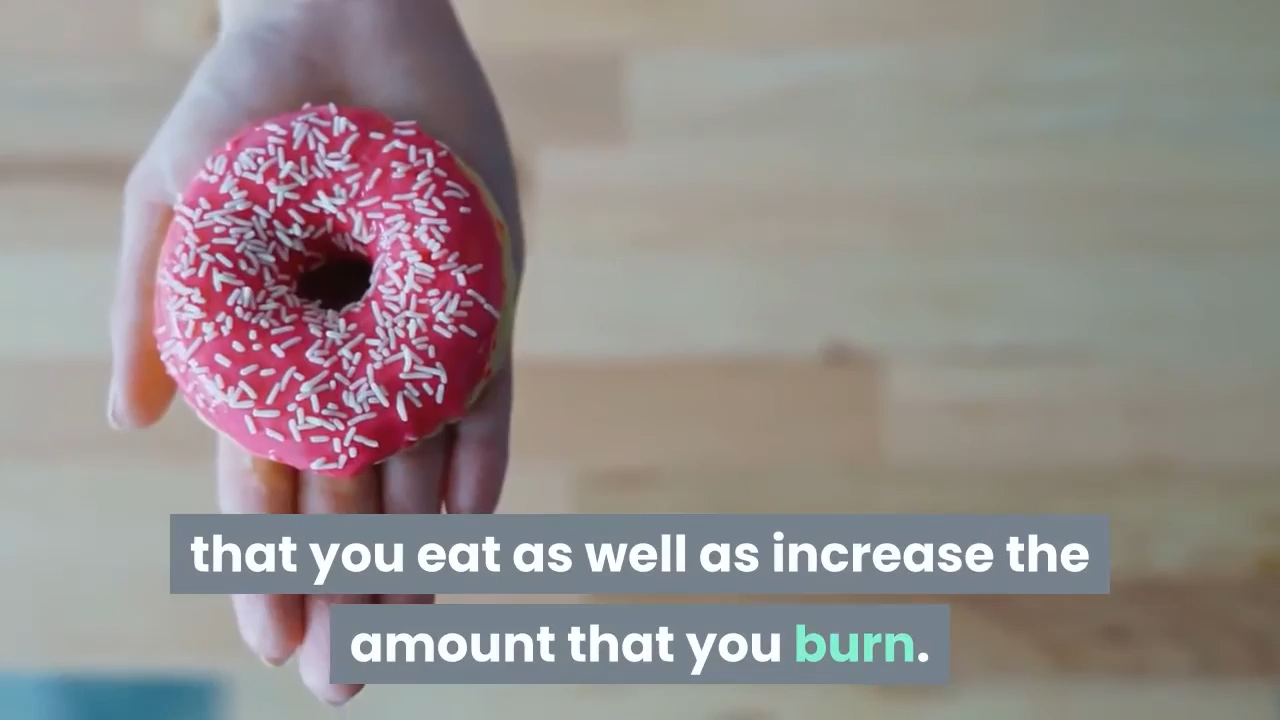 that you eat as well as increase the
amount that you burn.